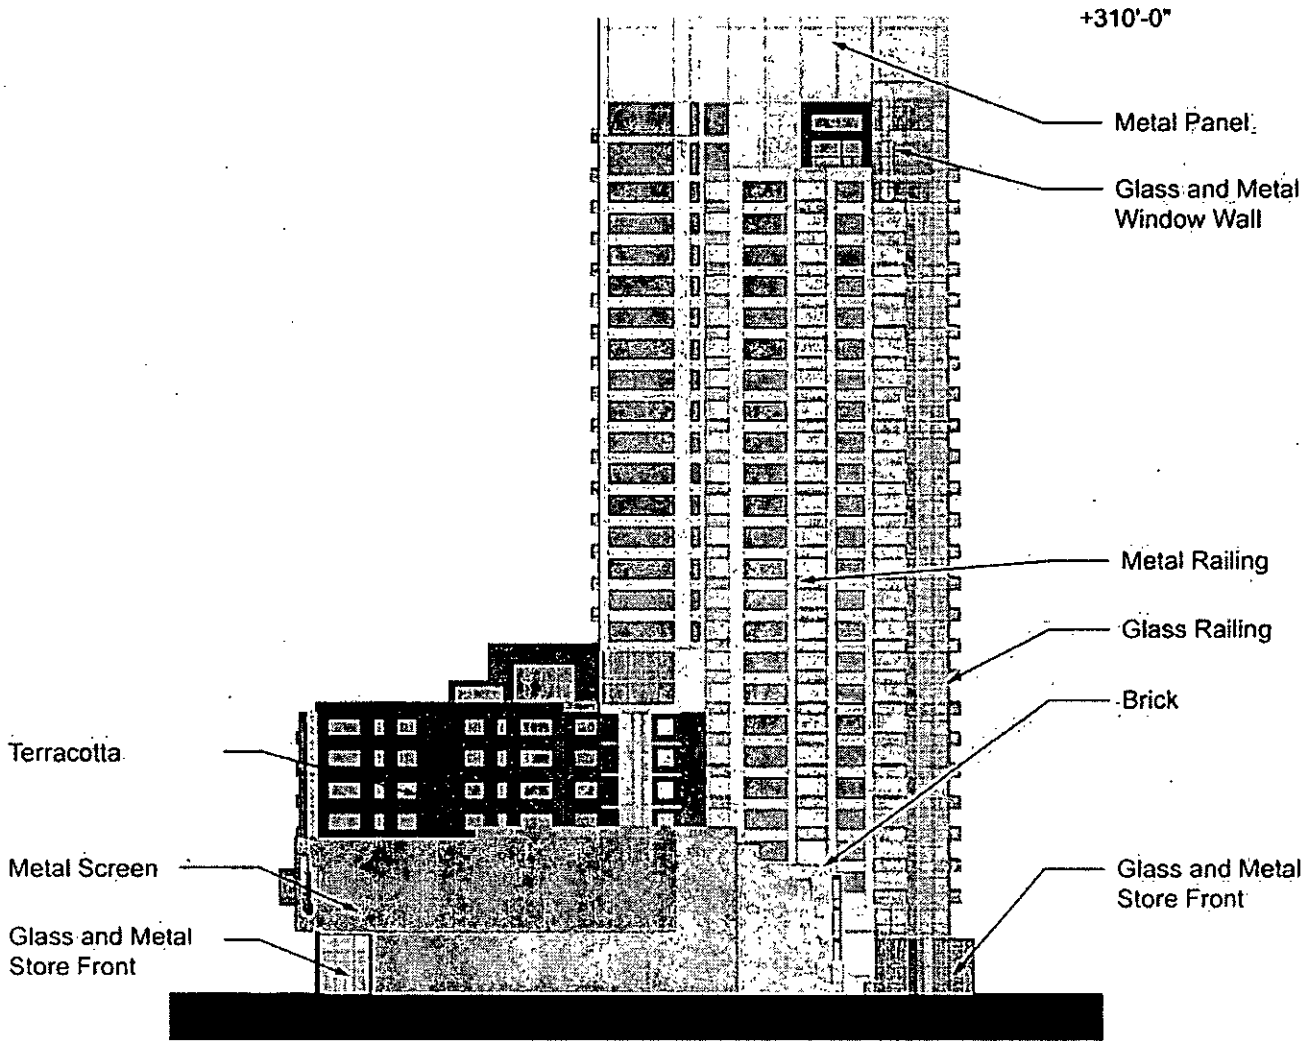 +310'-0"
Metal Panel
Glass and Metal
Window Wall
Metal Railing
Glass Railing
Brick
Terracotta
Metal Screen
Glass and Metal
Store Front
Glass and Metal
Store Front